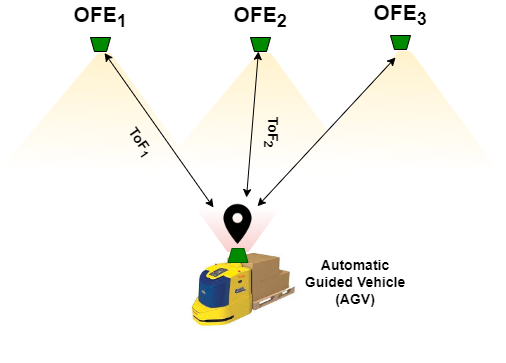 OFE₁
OFE₂
OFE₃
ToF₁
ToF₂
Automatic
Guided Vehicle
(AGV)